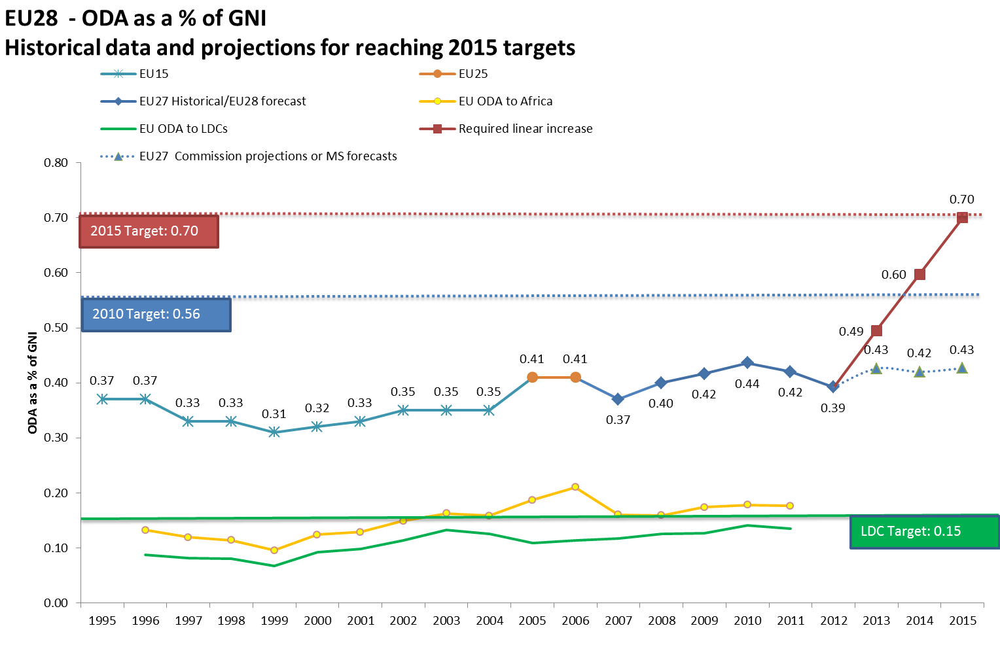 EU28 - ODA as a % of GNI
Historical data and projections for reaching 2015 targets
EU15
EU25
EU27 Historical/EU28 forecast
EU ODA to Africa
EU ODA to LDCs
Required linear increase
EU27 Commission projections or MS forecasts
ODA as a % of GNI
0.80
0.70
0.60
0.50
0.40
0.30
0.20
0.10
0.00
2015 Target: 0.70
2010 Target: 0.56
LDC Target: 0.15
0.37
0.37
0.33
0.33
0.31
0.32
0.33
0.35
0.35
0.35
0.41
0.41
0.37
0.40
0.42
0.44
0.42
0.39
0.49
0.60
0.70
0.43
0.42
0.43
1995 1996 1997 1998 1999 2000 2001 2002 2003 2004 2005 2006 2007 2008 2009 2010 2011 2012 2013 2014 2015